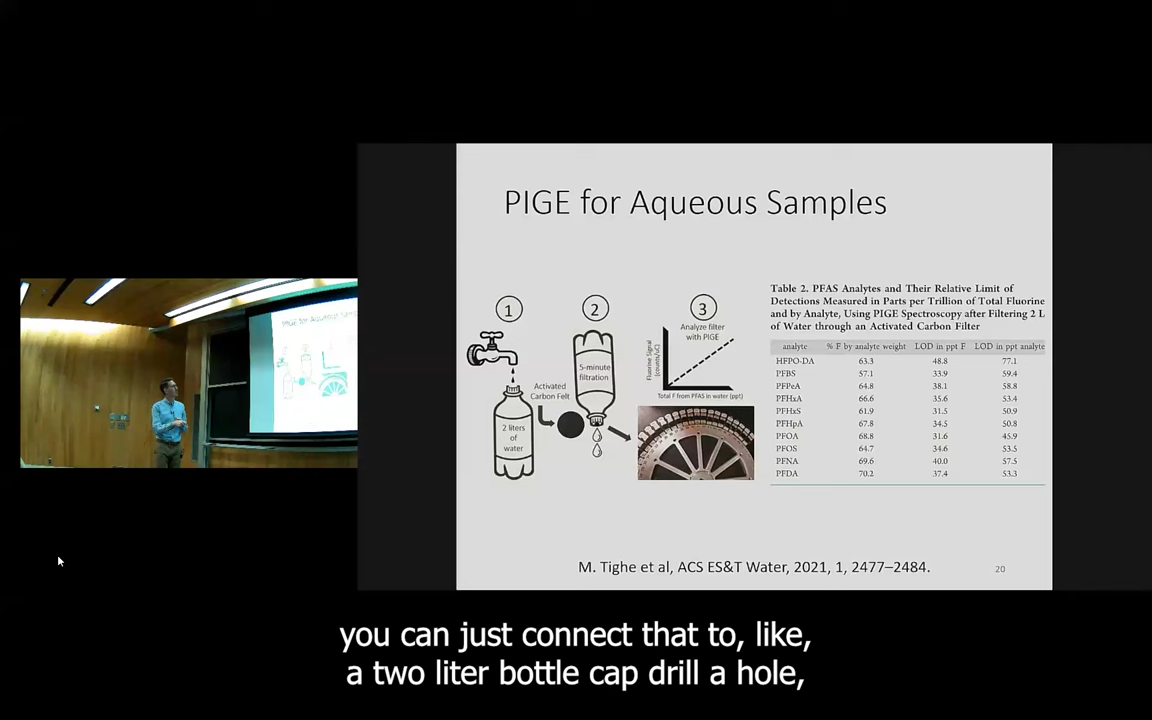 PIGE for Aqueous Samples
1
2
3
Analyze filter
with PIGE
5-minute
filtration
Activated
Carbon Felt
2 liters
of
water
Fluorine Signal
(counts/uC)
Total F from PFAS in water (ppt)
Table 2. PFAS Analytes and Their Relative Limit of
Detections Measured in Parts per Trillion of Total Fluorine
and by Analyte, Using PIGE Spectroscopy after Filtering 2 L
of Water through an Activated Carbon Filter
analyte % F by analyte weight LOD in ppt F LOD in ppt analyte
HFPO-DA 63.3 48.8 77.1
PFBS 57.1 33.9 59.4
PFPeA 64.8 38.1 58.8
PFHxA 66.6 35.6 53.4
PFHxS 61.9 31.5 50.9
PFHpA 67.8 34.5 50.8
PFOA 68.8 31.6 45.9
PFOS 64.7 34.6 53.5
PFNA 69.6 40.0 57.5
PFDA 70.2 37.4 53.3
M. Tighe et al, ACS ES&T Water, 2021, 1, 2477–2484.
20
PIGE for Aqueous Sam
you can just connect that to, like,
a two liter bottle cap drill a hole,